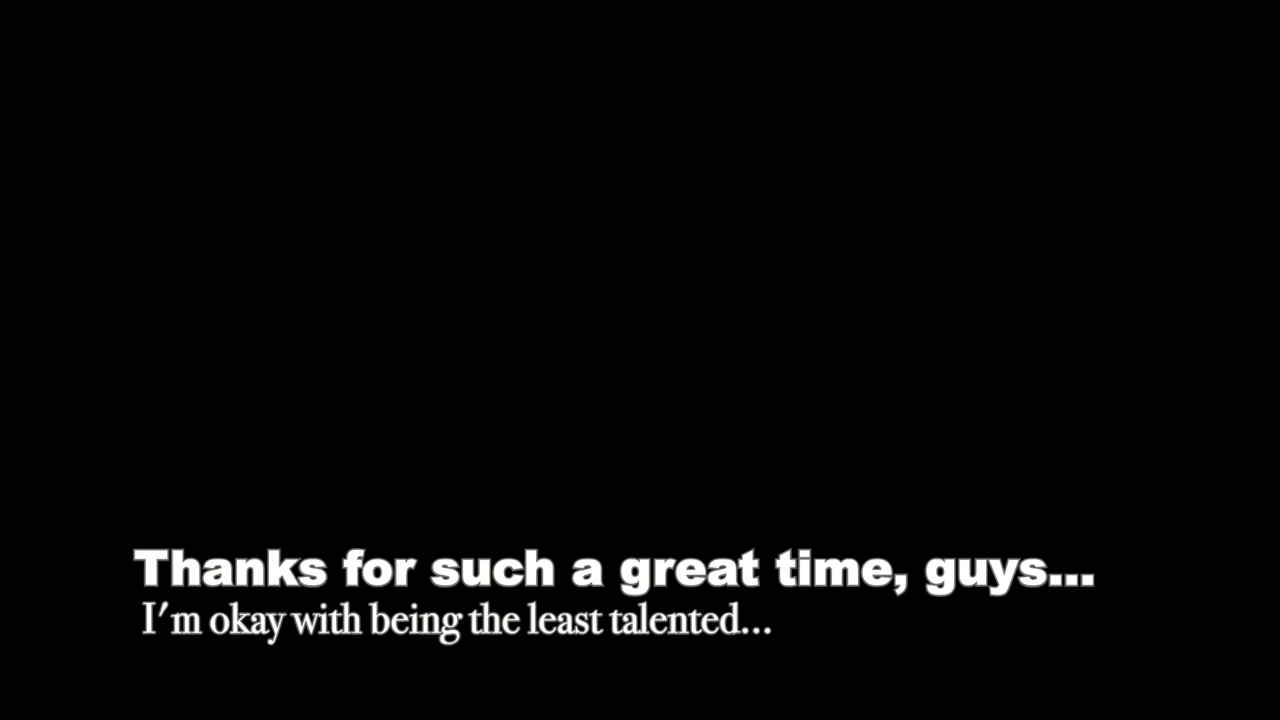 Thanks for such a great time, guys...
I'm okay with being the least talented...